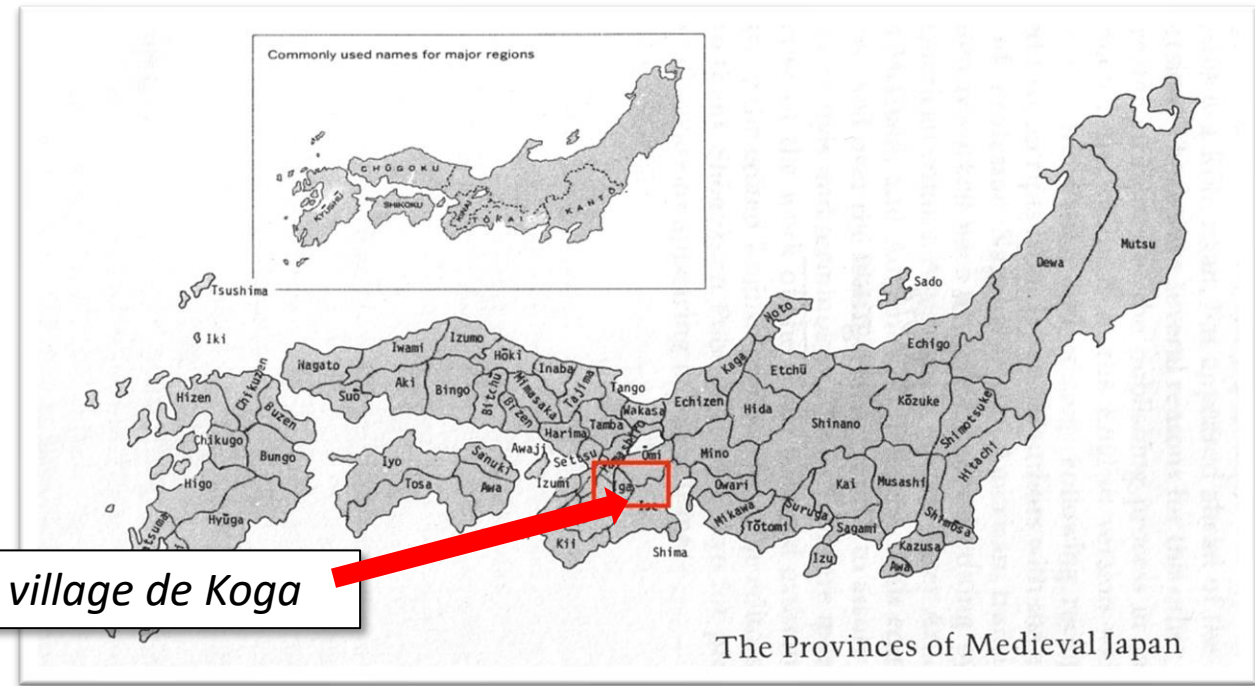 Commonly used names for major regions
CHŪGOKU
KYUSHU
SHIKOKU
KINAI
TŌKAI
KANTŌ
Tsushima
Iki
Sado
Mutsu
Dewa
Noto
Echigo
Kaga
Etchū
Kōzuke
Shimotsuke
Hitachi
Nagato
Iwami
Izumo
Hōki
Inaba
Tajima
Tango
Wakasa
Echizen
Hida
Shinano
Suō
Aki
Bingo
Bitchū
Mimasaka
Bizen
Harima
Tamba
Ōmi
Mino
Hizen
Chikuzen
Buzen
Chikugo
Bungo
Higo
Hyūga
Iyo
Tosa
Sanuki
Awa
Awaji
Settsu
Izumi
Iga
Kii
Shima
Owari
Mikawa
Tōtomi
Suruga
Kai
Musashi
Sagami
Izu
Shimōsa
Kazusa
Awa
village de Koga
The Provinces of Medieval Japan